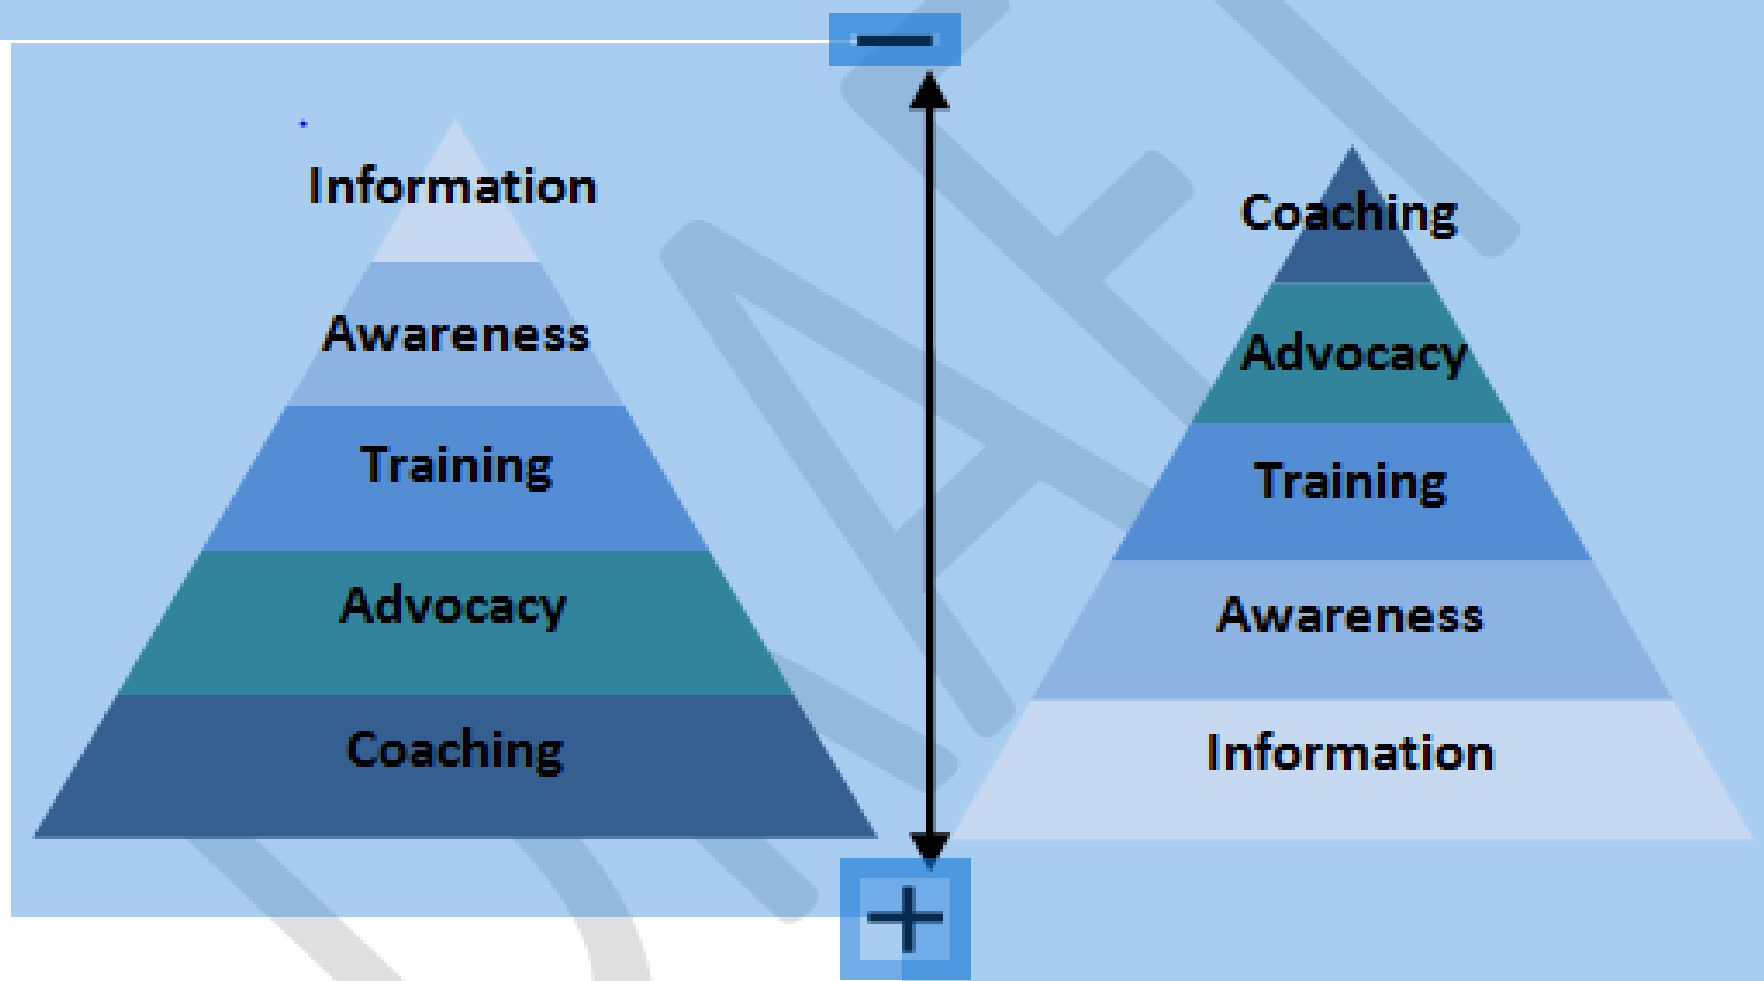 −
Information
Awareness
Training
Advocacy
Coaching
Coaching
Advocacy
Training
Awareness
Information
+